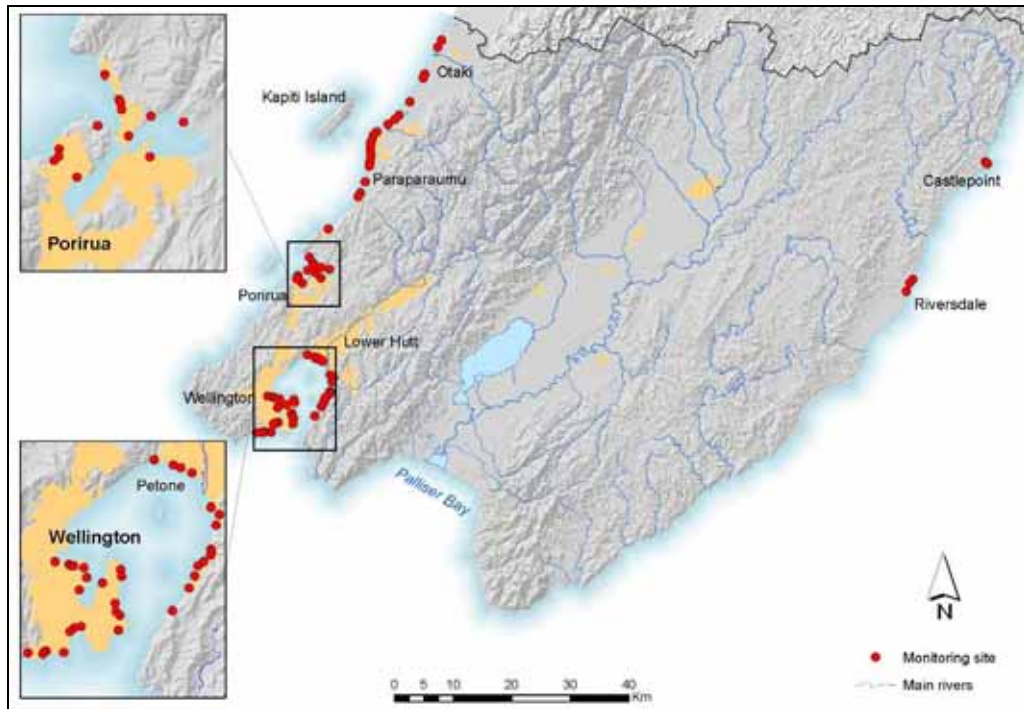 Otaki
Kapiti Island
Paraparaumu
Castlepoint
Porirua
Porirua
Riversdale
Lower Hutt
Wellington
Petone
Palliser Bay
Wellington
N
Monitoring site
Main rivers
0 5 10 20 30 40
Km